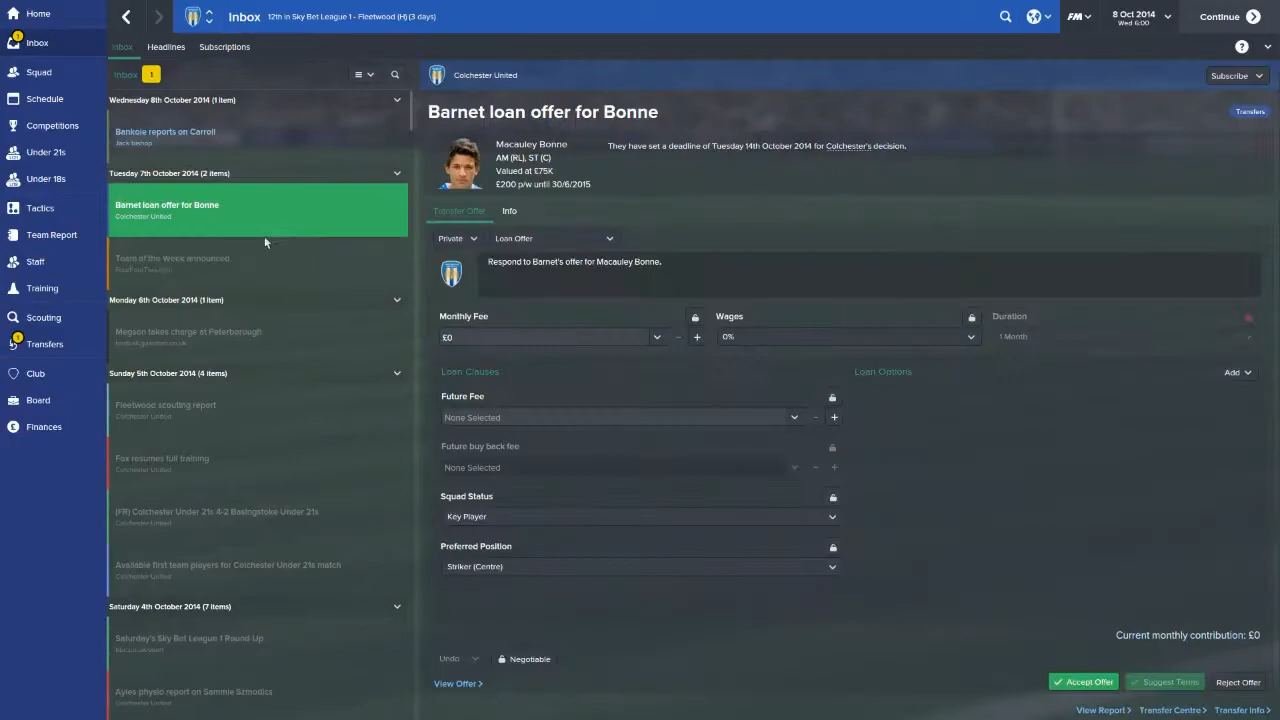 Home
Inbox
1
Squad
Schedule
Competitions
Under 21s
Under 18s
Tactics
Team Report
Staff
Training
Scouting
1
Transfers
Club
Board
Finances
Inbox
12th in Sky Bet League 1 - Fleetwood (H) (3 days)
FM
8 Oct 2014
Wed 6:00
Continue
Inbox
Headlines
Subscriptions
?
Inbox
1
Wednesday 8th October 2014 (1 item)
Bankole reports on Carroll
Jack bishop
Tuesday 7th October 2014 (2 items)
Barnet loan offer for Bonne
Colchester United
Team of the Week announced
Monday 6th October 2014 (1 item)
Megson takes charge at Peterborough
Sunday 5th October 2014 (4 items)
Fleetwood scouting report
Colchester United
Fox resumes full training
Colchester United
(FR) Colchester Under 21s 4-2 Basingstoke Under 21s
Colchester United
Available first team players for Colchester Under 21s match
Colchester United
Saturday 4th October 2014 (7 items)
Saturday's Sky Bet League 1 Round Up
Ayles physio report on Sammie Szmodics
Colchester United
Colchester United
Subscribe
Barnet loan offer for Bonne
Transfers
Macauley Bonne
AM (RL), ST (C)
Valued at £75K
£200 p/w until 30/6/2015
They have set a deadline of Tuesday 14th October 2014 for Colchester's decision.
Transfer Offer
Info
Private
Loan Offer
Respond to Barnet's offer for Macauley Bonne.
Monthly Fee
Wages
Duration
£0
0%
1 Month
Loan Clauses
Loan Options
Add
Future Fee
None Selected
Future buy back fee
None Selected
Squad Status
Key Player
Preferred Position
Striker (Centre)
Current monthly contribution: £0
Undo
Negotiable
View Offer >
Accept Offer
Suggest Terms
Reject Offer
View Report >
Transfer Centre >
Transfer Info >